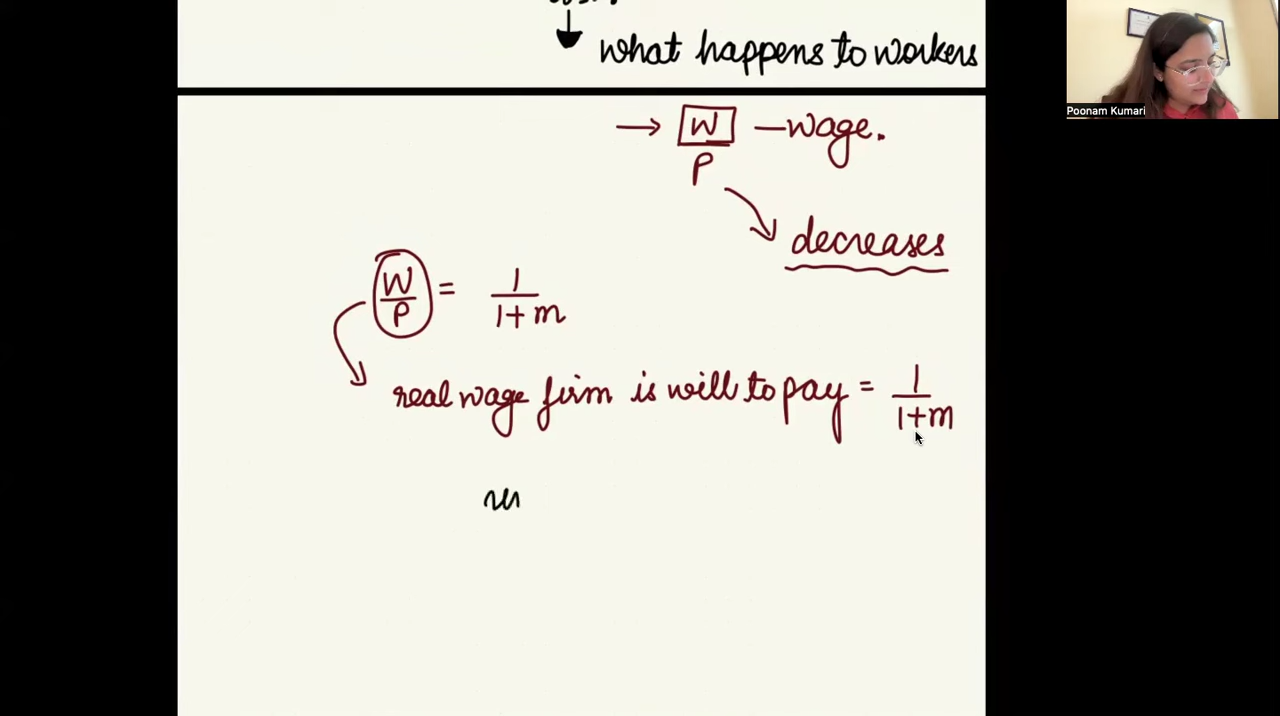 what happens to workers
Poonam Kumari
→ W —wage.
P
decreases
W/P = 1/1+m
real wage firm is will to pay = 1/1+m